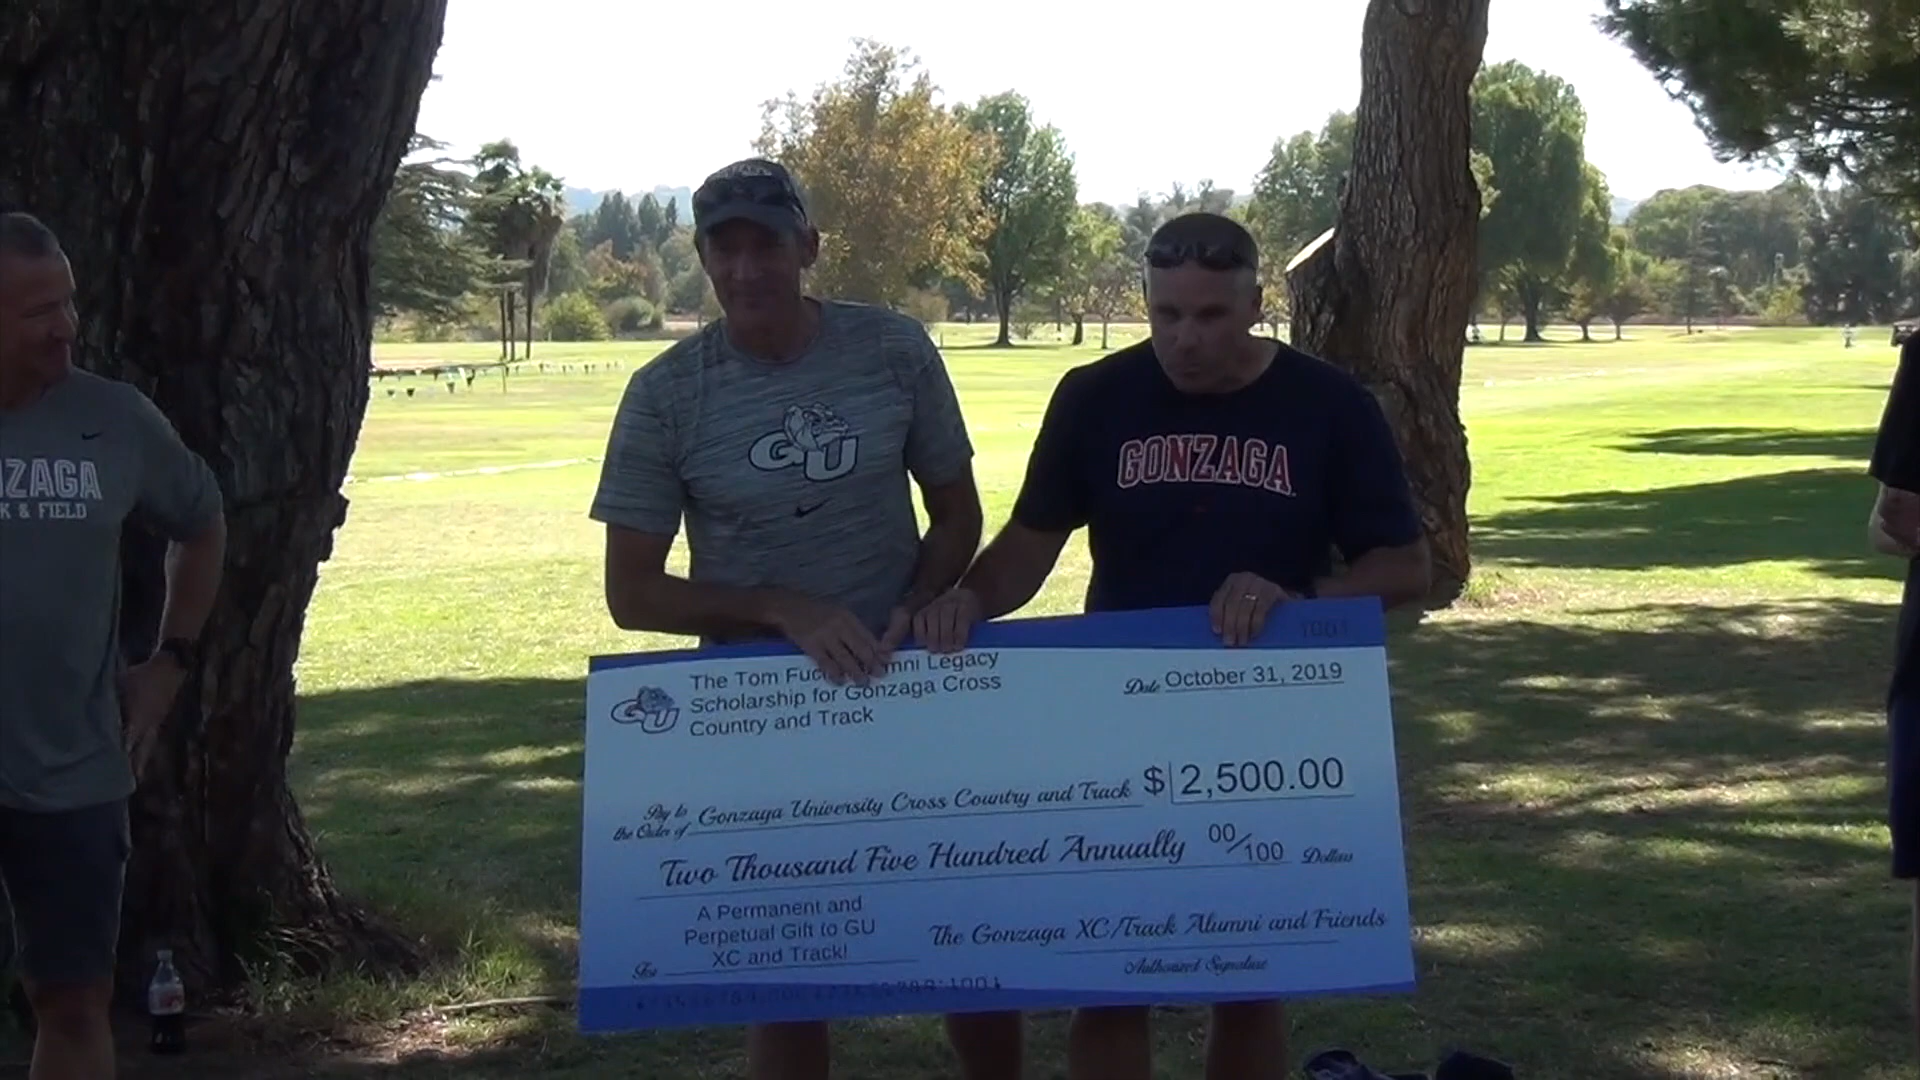 NZAGA
K & FIELD
GU
GONZAGA
1001
GU
The Tom Fuc mni Legacy
Scholarship for Gonzaga Cross
Country and Track
Date October 31, 2019
Pay to
the Order of Gonzaga University Cross Country and Track $ 2,500.00
Two Thousand Five Hundred Annually 00/100 Dollars
A Permanent and
Perpetual Gift to GU
XC and Track!
For
The Gonzaga XC/Track Alumni and Friends
Authorized Signature